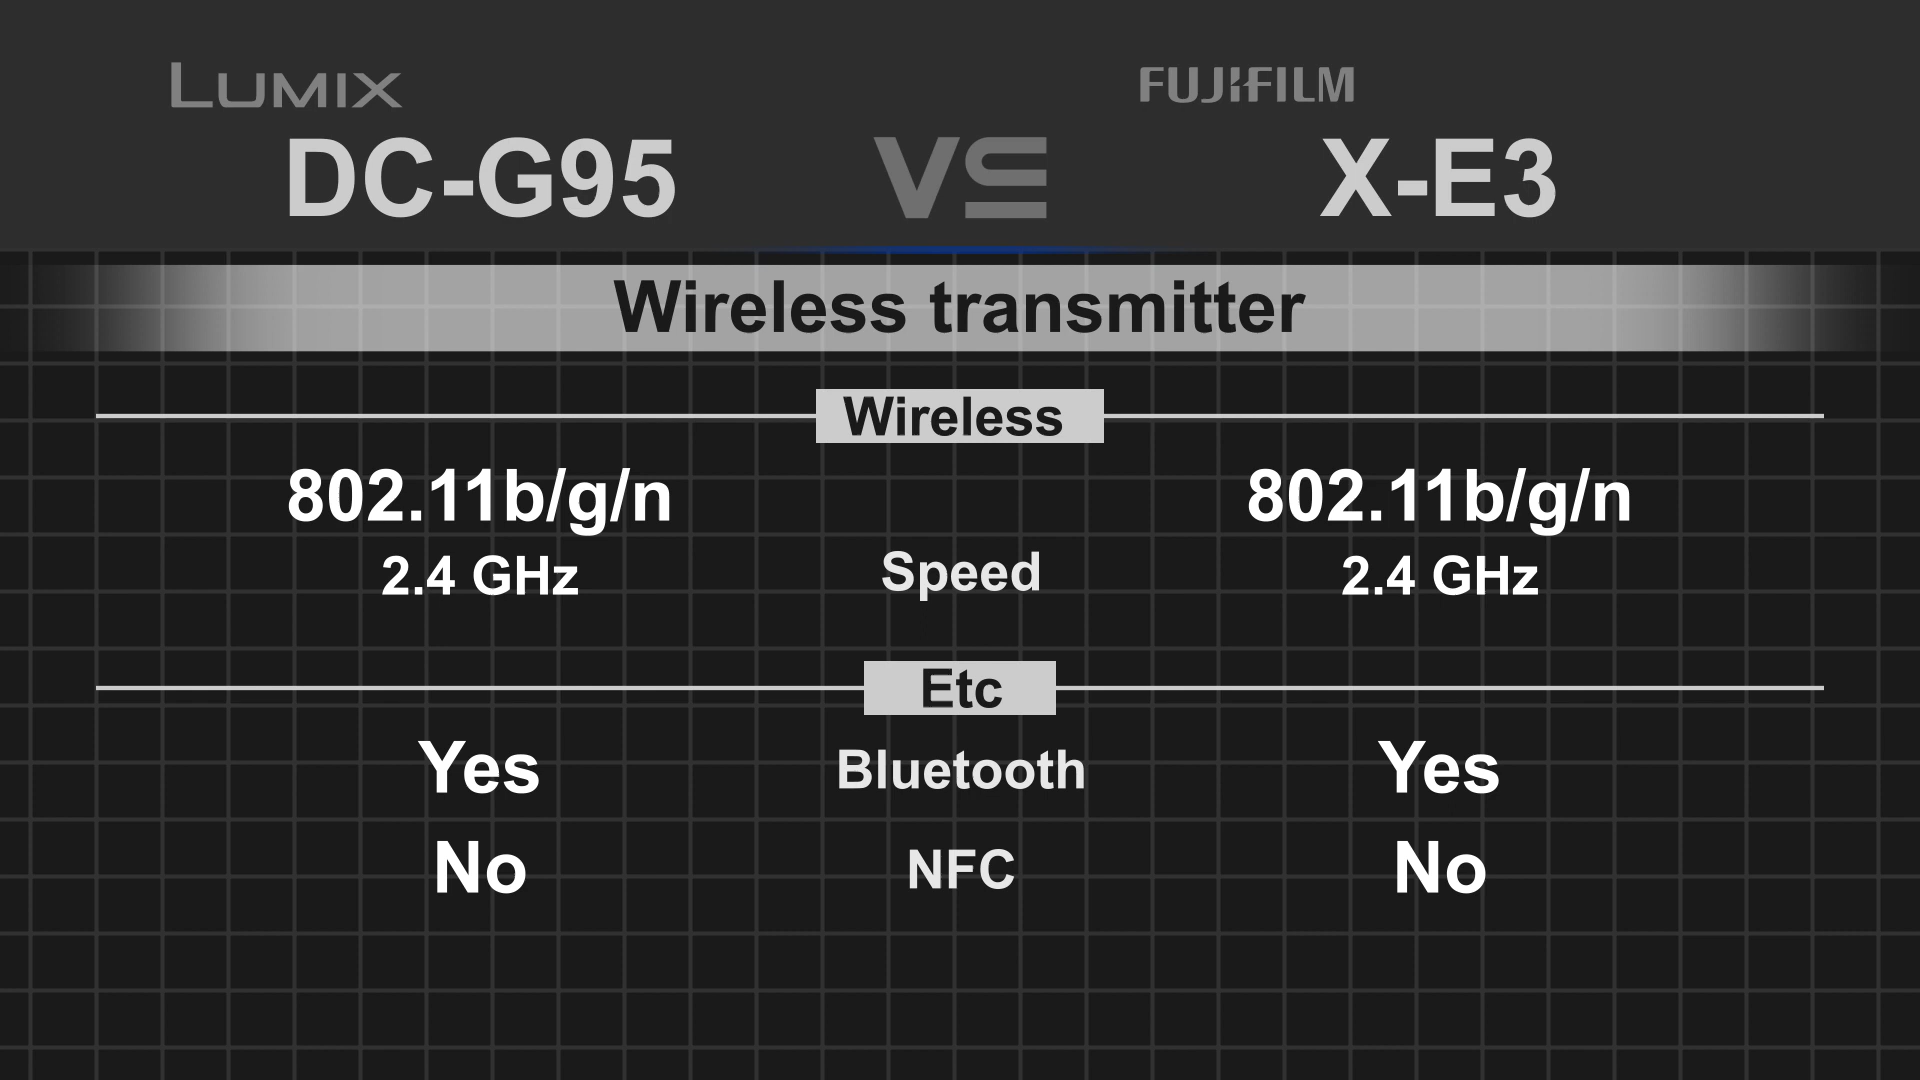 LUMIX
FUJIFILM
DC-G95
VS
X-E3
Wireless transmitter
Wireless
802.11b/g/n
802.11b/g/n
2.4 GHz
Speed
2.4 GHz
Etc
Yes
Bluetooth
Yes
No
NFC
No